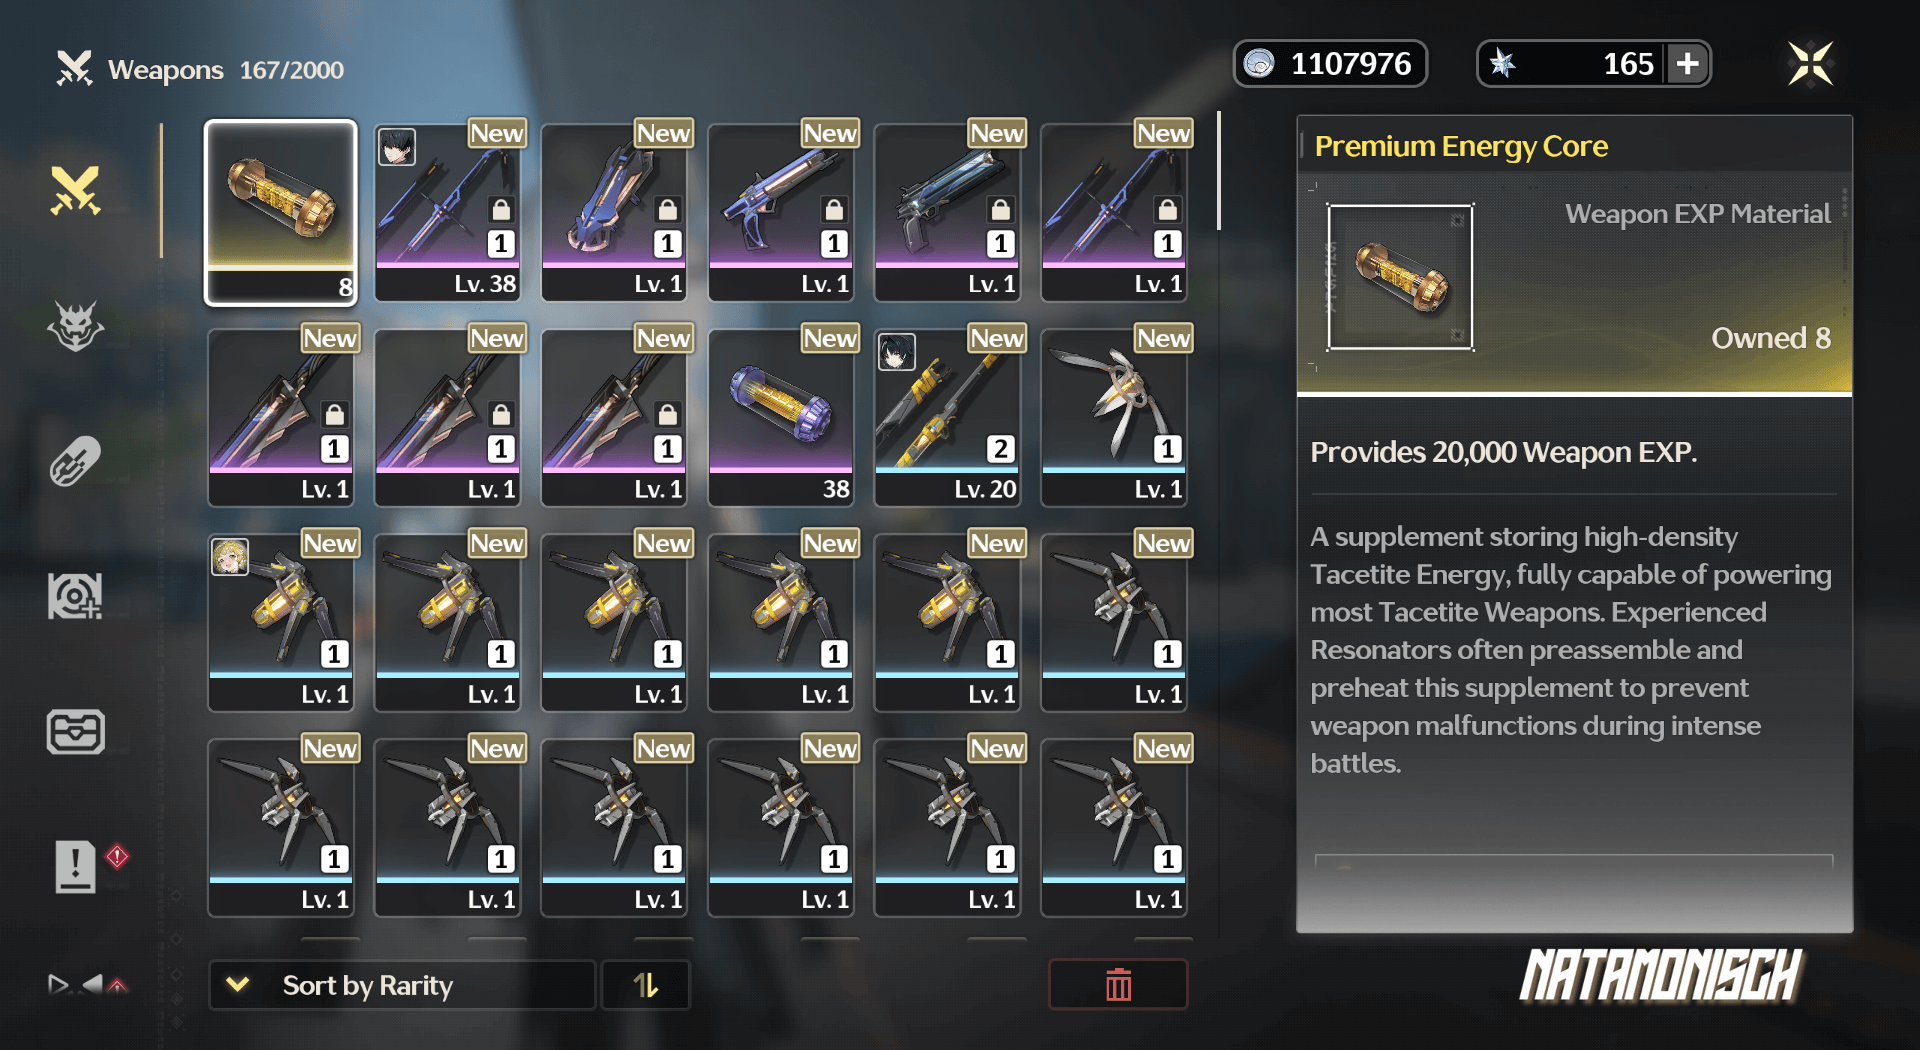 Weapons 167/2000
1107976
165
8
New
1
Lv. 38
New
1
Lv. 1
New
1
Lv. 1
New
1
Lv. 1
New
1
Lv. 1
New
1
Lv. 1
New
1
Lv. 1
New
1
Lv. 1
New
38
New
2
Lv. 20
New
1
Lv. 1
New
1
Lv. 1
New
1
Lv. 1
New
1
Lv. 1
New
1
Lv. 1
New
1
Lv. 1
New
1
Lv. 1
New
1
Lv. 1
New
1
Lv. 1
New
1
Lv. 1
New
1
Lv. 1
New
1
Lv. 1
New
1
Lv. 1
Sort by Rarity
Premium Energy Core
Weapon EXP Material
Owned 8
Provides 20,000 Weapon EXP.
A supplement storing high-density
Tacetite Energy, fully capable of powering
most Tacetite Weapons. Experienced
Resonators often preassemble and
preheat this supplement to prevent
weapon malfunctions during intense
battles.
NATAMONISCH